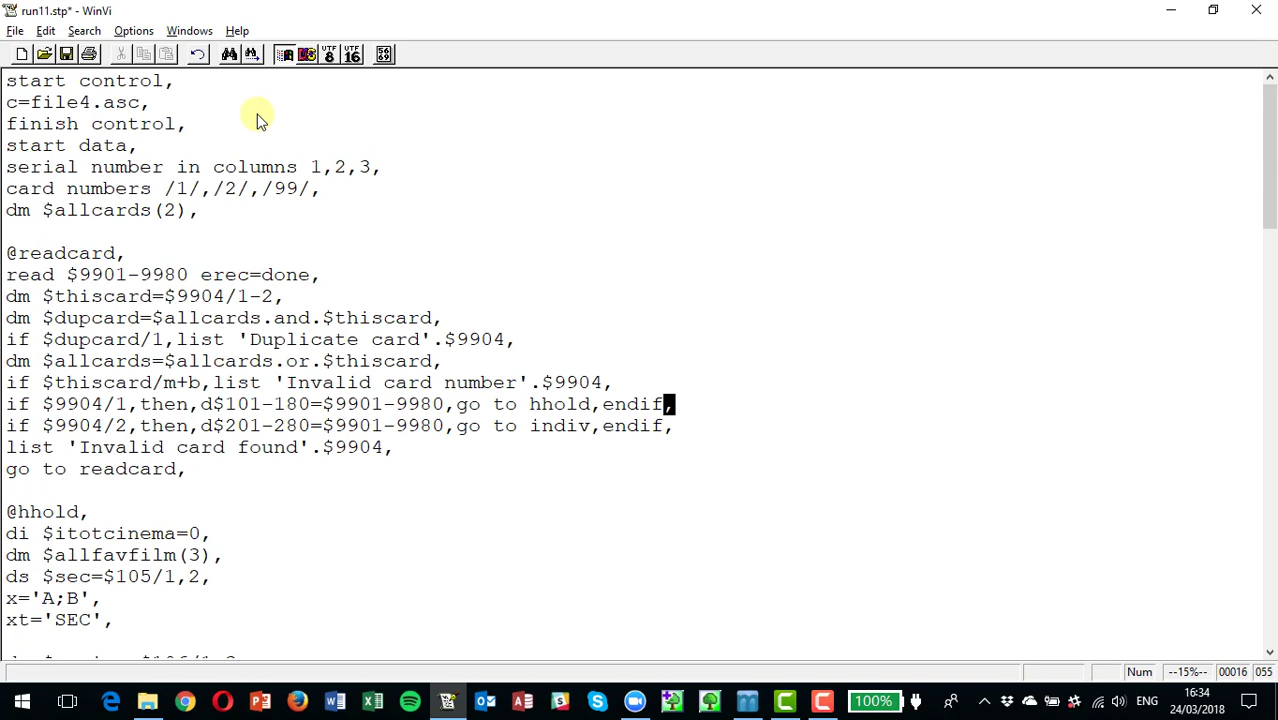 run11.stp* - WinVi
File Edit Search Options Windows Help
UTF 8 UTF 16
start control,
c=file4.asc,
finish control,
start data,
serial number in columns 1,2,3,
card numbers /1/,/2/,/99/,
dm $allcards(2),
@readcard,
read $9901-9980 erec=done,
dm $thiscard=$9904/1-2,
dm $dupcard=$allcards.and.$thiscard,
if $dupcard/1,list 'Duplicate card'.$9904,
dm $allcards=$allcards.or.$thiscard,
if $thiscard/m+b,list 'Invalid card number'.$9904,
if $9904/1,then,d$101-180=$9901-9980,go to hhold,endif,
if $9904/2,then,d$201-280=$9901-9980,go to indiv,endif,
list 'Invalid card found'.$9904,
go to readcard,
@hhold,
di $itotcinema=0,
dm $allfavfilm(3),
ds $sec=$105/1,2,
x='A;B',
xt='SEC',
Num --15%-- 00016 055
100% ENG 16:34
24/03/2018